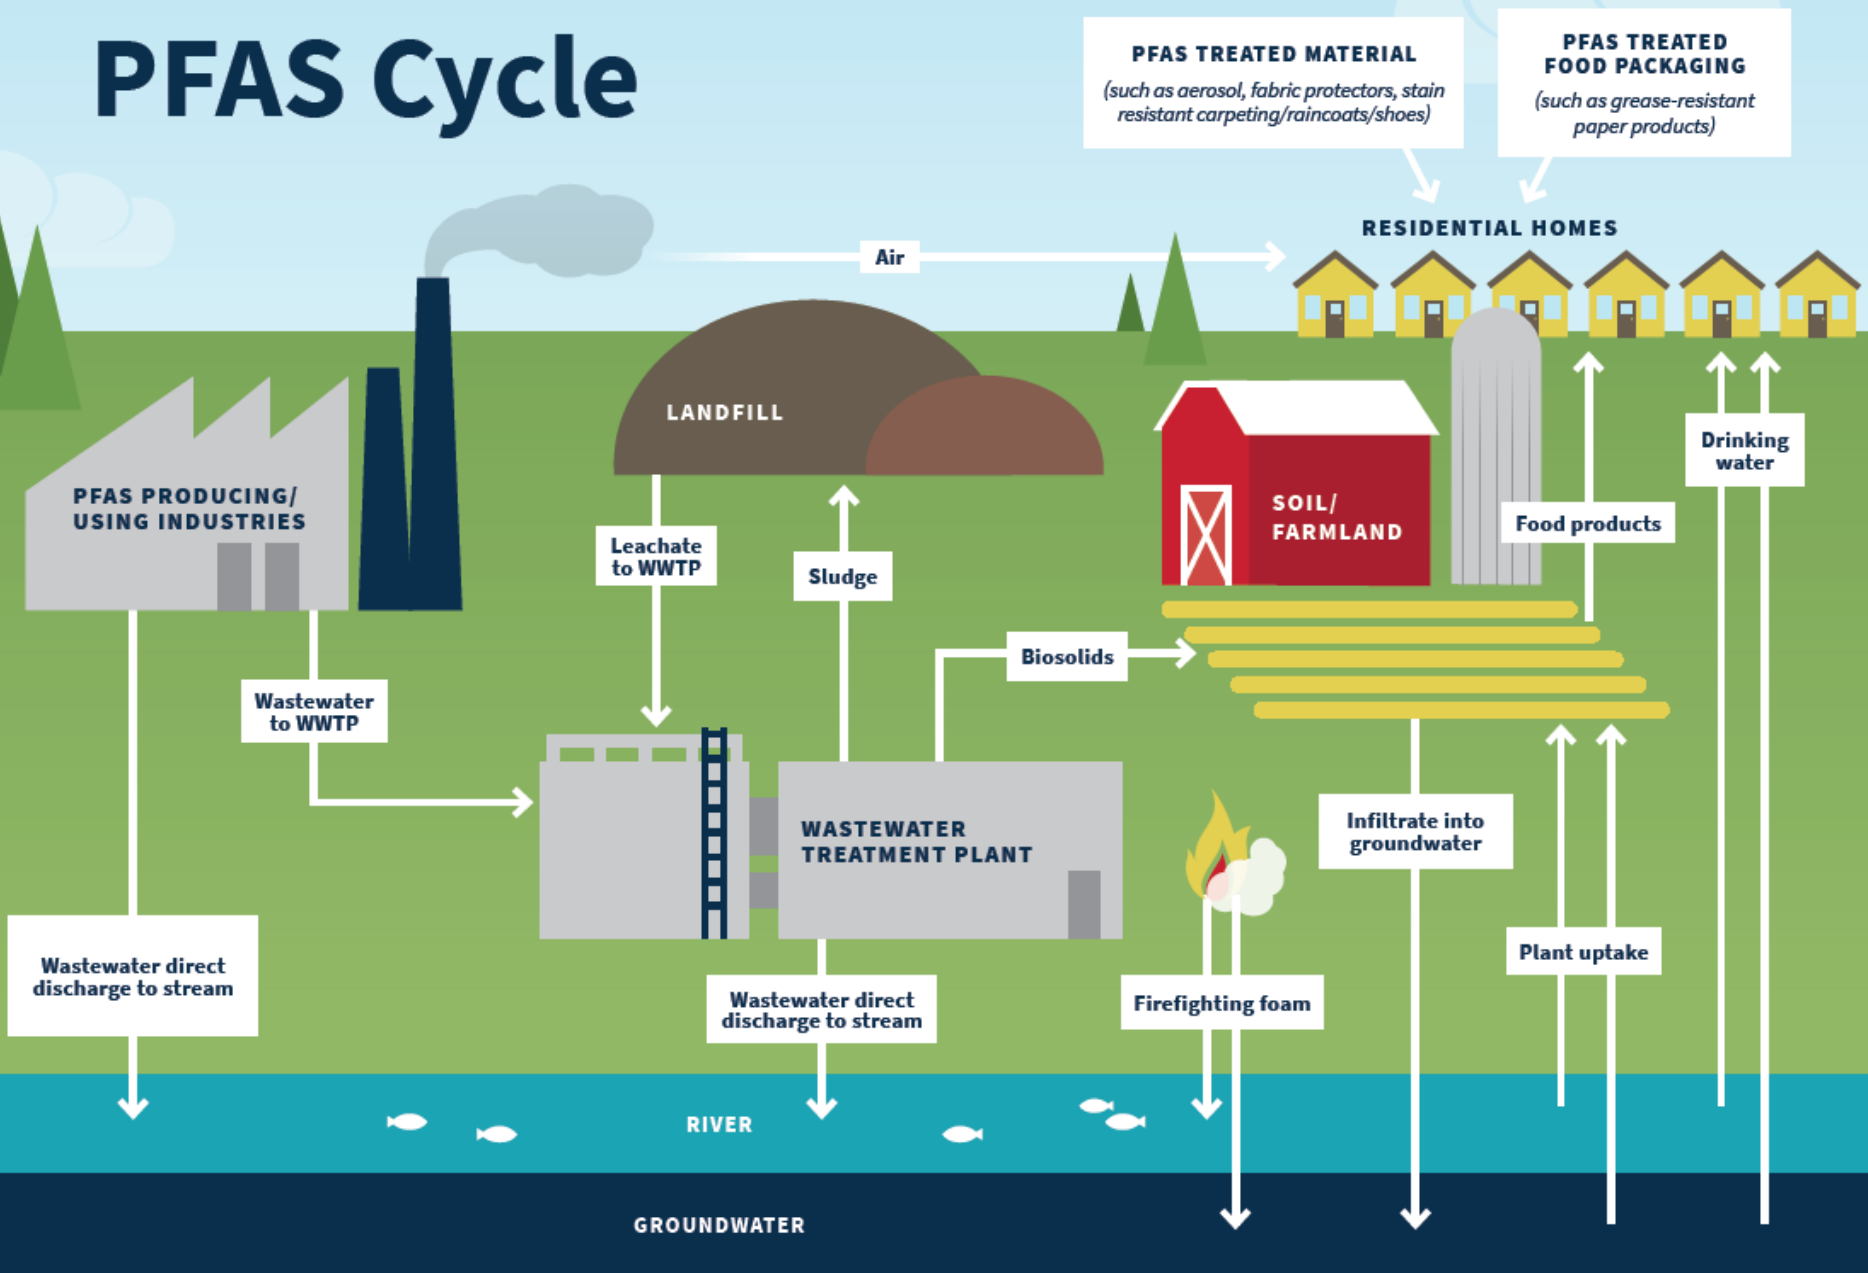 PFAS Cycle
PFAS TREATED MATERIAL
(such as aerosol, fabric protectors, stain
resistant carpeting/raincoats/shoes)
PFAS TREATED
FOOD PACKAGING
(such as grease-resistant
paper products)
RESIDENTIAL HOMES
Air
LANDFILL
Drinking
water
PFAS PRODUCING/
USING INDUSTRIES
SOIL/
FARMLAND
Food products
Leachate
to WWTP
Sludge
Biosolids
Wastewater
to WWTP
WASTEWATER
TREATMENT PLANT
Infiltrate into
groundwater
Plant uptake
Wastewater direct
discharge to stream
Wastewater direct
discharge to stream
Firefighting foam
RIVER
GROUNDWATER